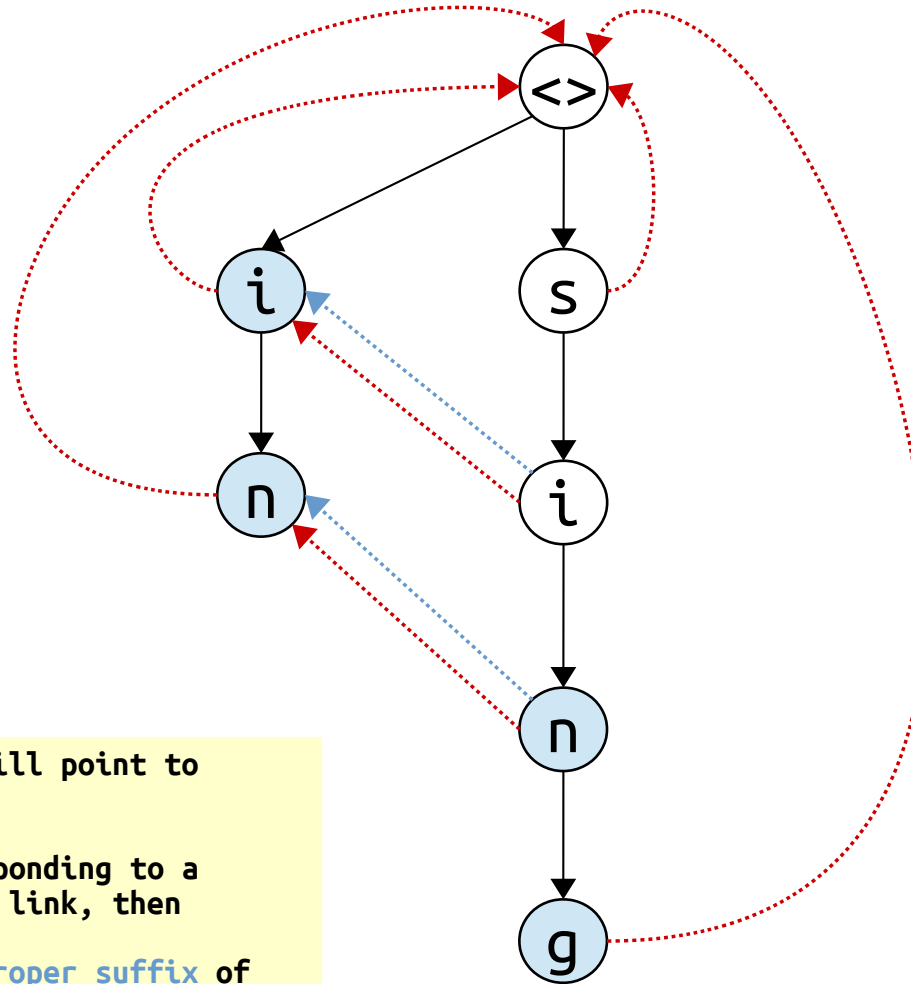 <>
i
s
n
i
n
g
ill point to
ponding to a
link, then
roper suffix of